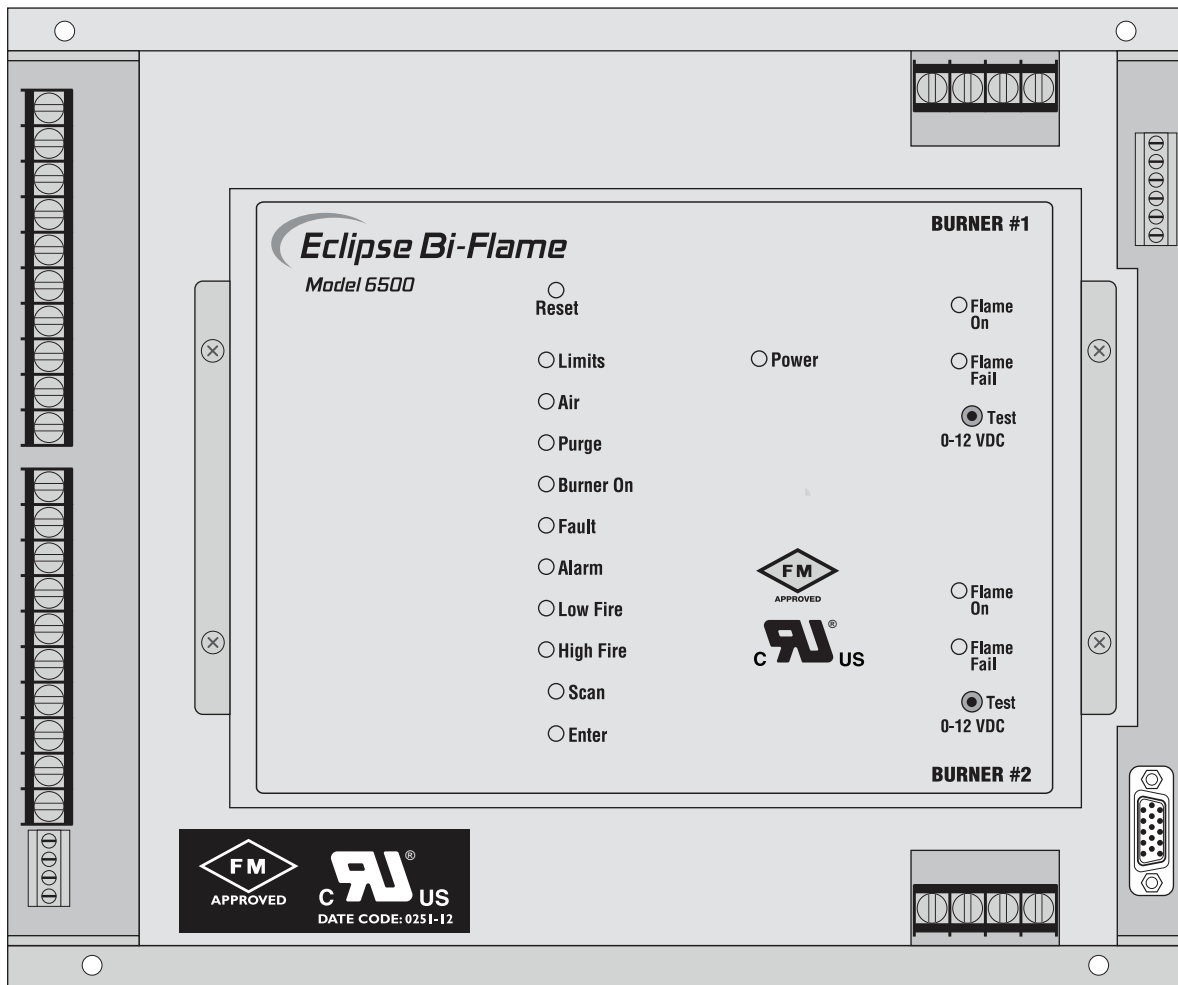 BURNER #1
Eclipse Bi-Flame
Model 6500
Reset
Flame
On
Limits
Power
Flame
Fail
Air
Test
0-12 VDC
Purge
Burner On
Fault
Alarm
FM
APPROVED
Flame
On
Low Fire
C RU® US
High Fire
Flame
Fail
Scan
Test
0-12 VDC
Enter
BURNER #2
FM
APPROVED
C RU® US
DATE CODE: 0251-12